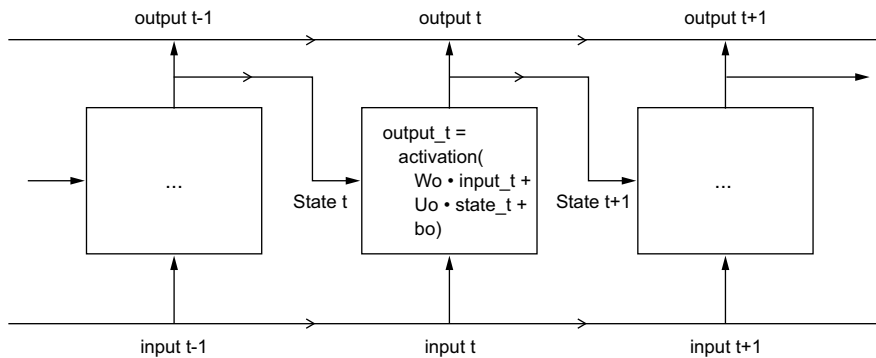 output t-1
output t
output t+1
...
output_t =
activation(
Wo • input_t +
Uo • state_t +
bo)
...
State t
State t+1
input t-1
input t
input t+1